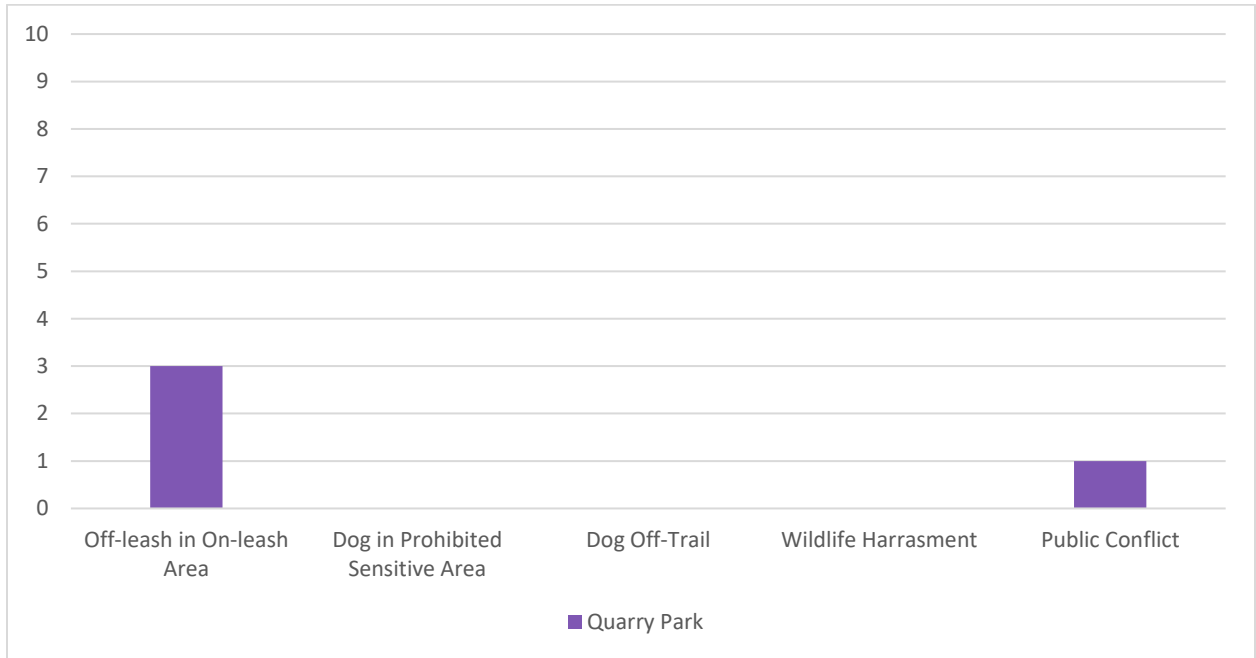 10
9
8
7
6
5
4
3
2
1
0
Off-leash in On-leash
Area
Dog in Prohibited
Sensitive Area
Dog Off-Trail
Wildlife Harrasment
Public Conflict
Quarry Park